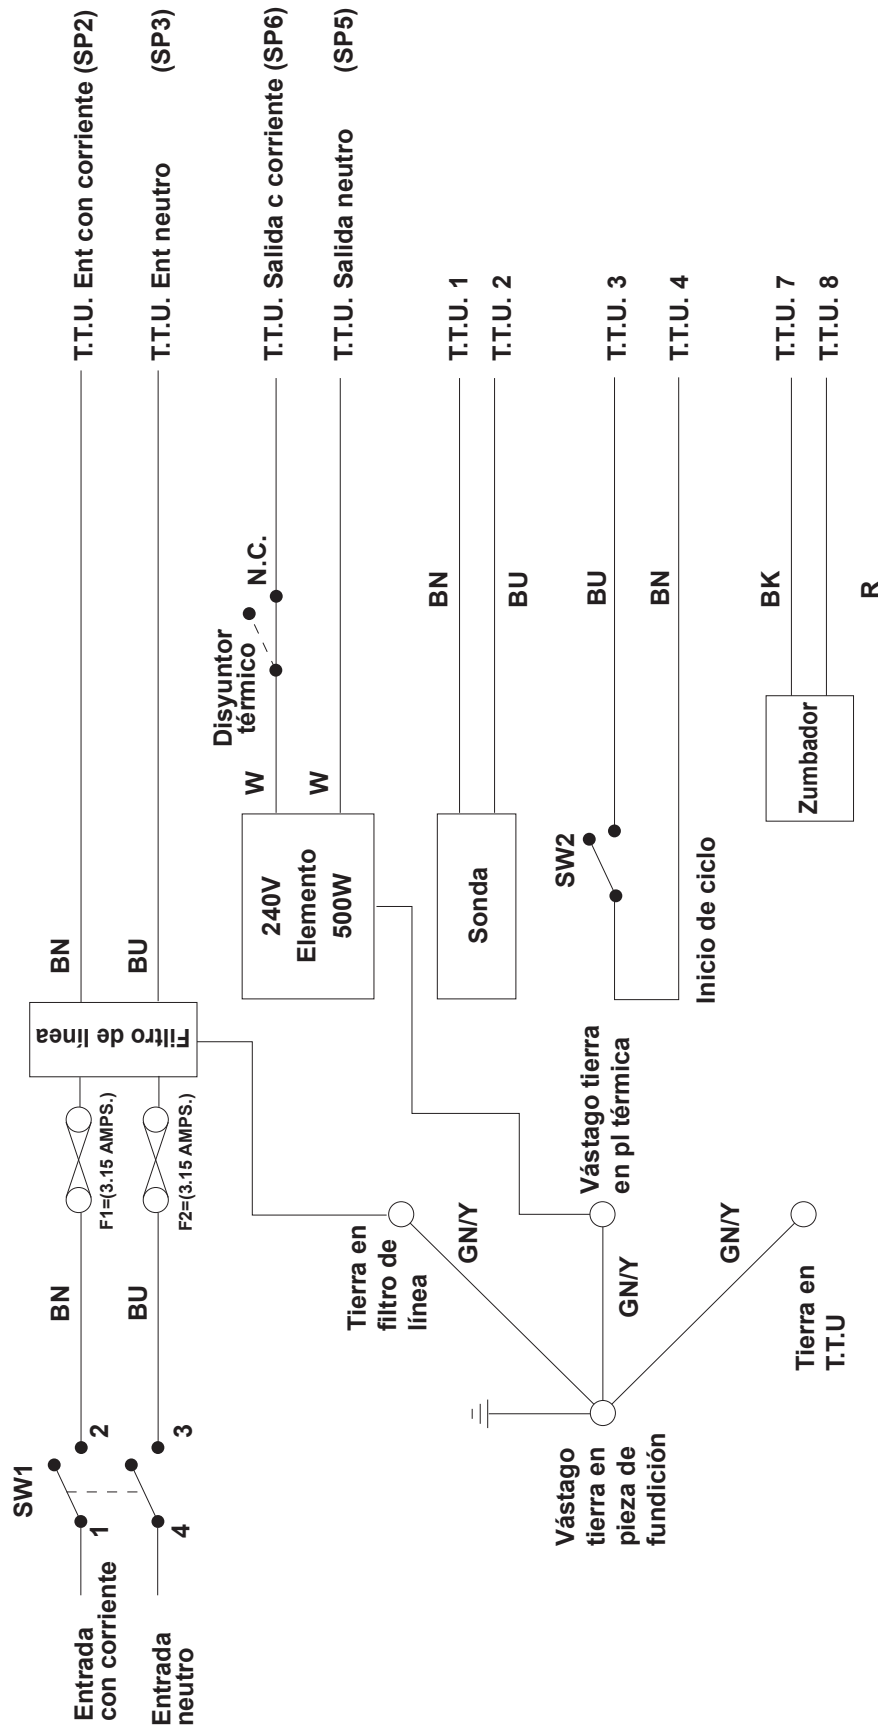 Entrada
con corriente
Entrada
neutro
SW1
1
2
4
3
BN
BU
F1=(3.15 AMPS.)
F2=(3.15 AMPS.)
Filtro de línea
BN
BU
T.T.U. Ent con corriente (SP2)
T.T.U. Ent neutro (SP3)
240V
Elemento
500W
W
W
Disyuntor
térmico
N.C.
T.T.U. Salida c corriente (SP6)
T.T.U. Salida neutro (SP5)
Sonda
BN
BU
T.T.U. 1
T.T.U. 2
SW2
Inicio de ciclo
BU
BN
T.T.U. 3
T.T.U. 4
Zumbador
BK
R
T.T.U. 7
T.T.U. 8
Tierra en
filtro de
línea
GN/Y
Vástago tierra
en pl térmica
GN/Y
GN/Y
Tierra en
T.T.U
Vástago
tierra en
pieza de
fundición